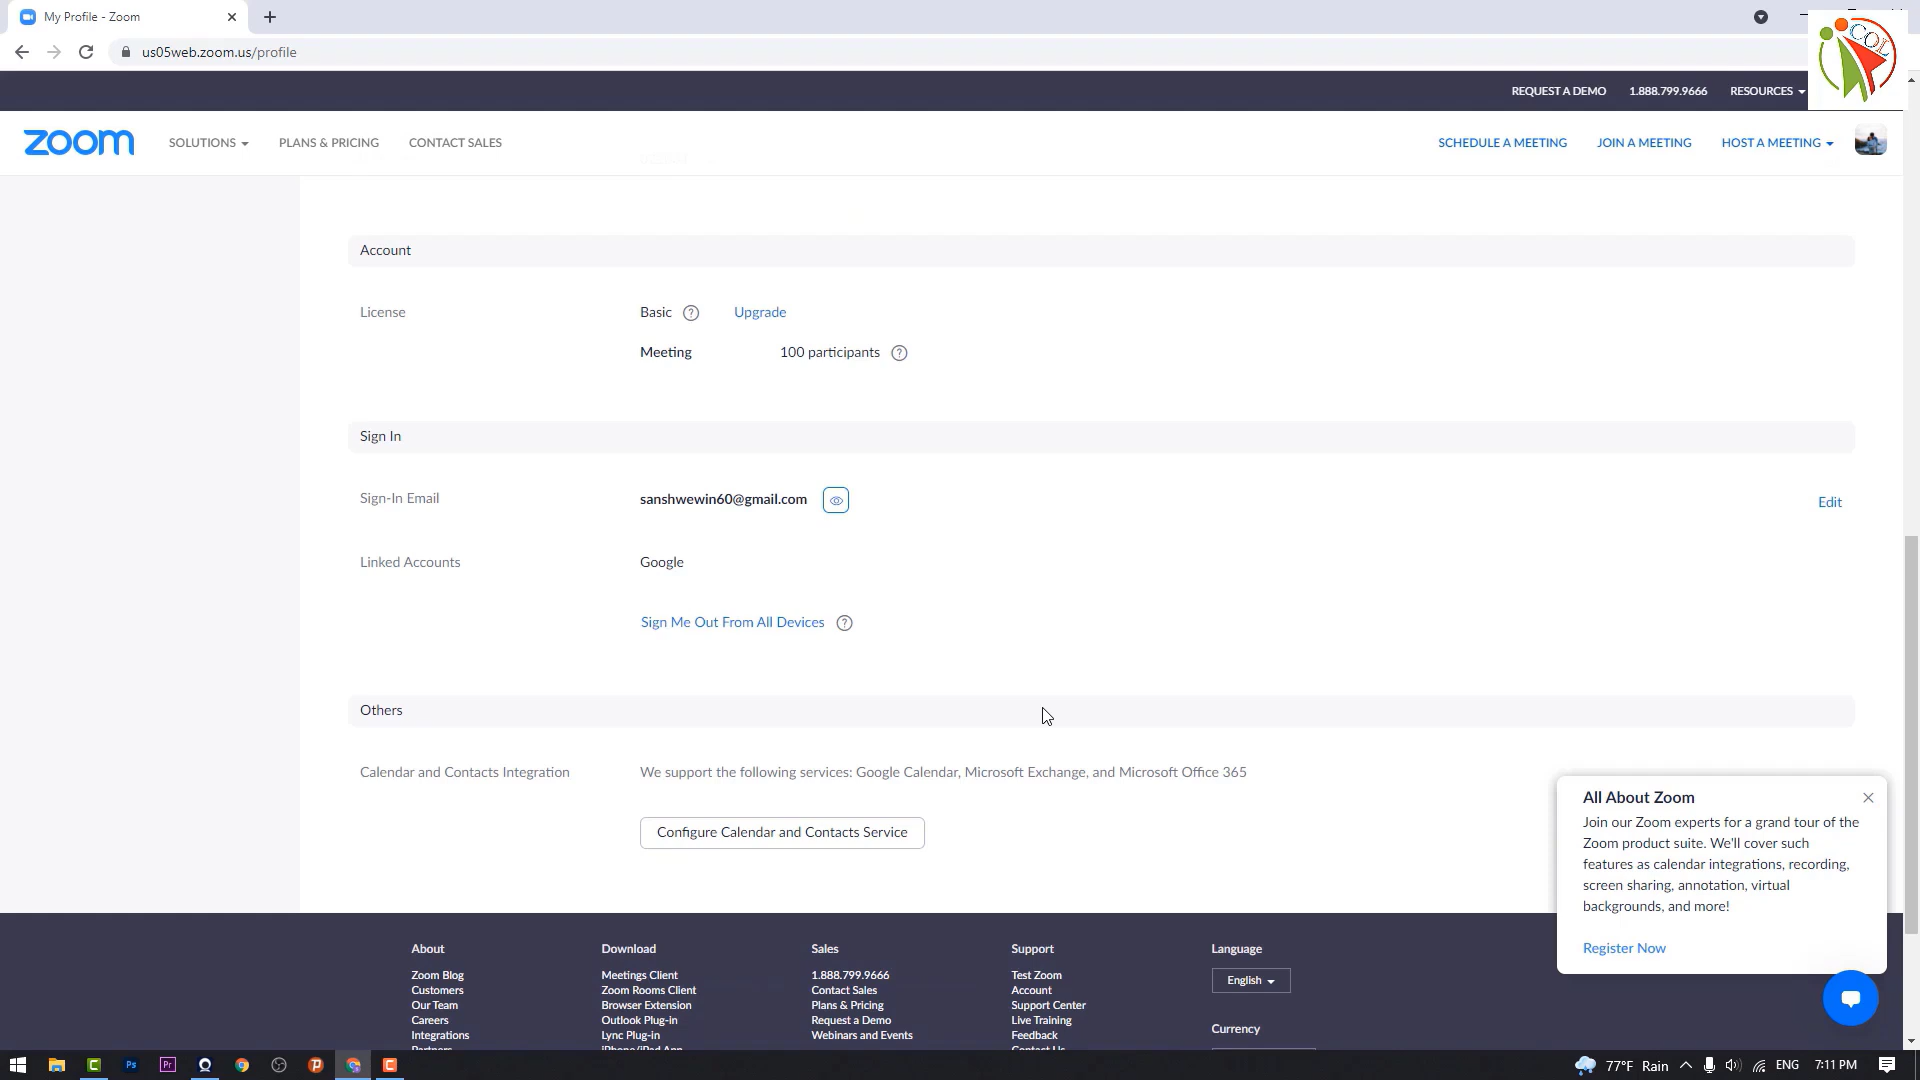 My Profile - Zoom
us05web.zoom.us/profile
COL
REQUEST A DEMO 1.888.799.9666 RESOURCES
zoom SOLUTIONS PLANS & PRICING CONTACT SALES SCHEDULE A MEETING JOIN A MEETING HOST A MEETING
Account
License Basic Upgrade
Meeting 100 participants
Sign In
Sign-In Email sanshwewin60@gmail.com Edit
Linked Accounts Google
Sign Me Out From All Devices
Others
Calendar and Contacts Integration We support the following services: Google Calendar, Microsoft Exchange, and Microsoft Office 365
Configure Calendar and Contacts Service
All About Zoom
Join our Zoom experts for a grand tour of the
Zoom product suite. We'll cover such
features as calendar integrations, recording,
screen sharing, annotation, virtual
backgrounds, and more!
Register Now
About Download Sales Support Language
Zoom Blog Meetings Client 1.888.799.9666 Test Zoom English
Customers Zoom Rooms Client Contact Sales Account
Our Team Browser Extension Plans & Pricing Support Center
Careers Outlook Plug-in Request a Demo Live Training Currency
Integrations Lync Plug-in Webinars and Events Feedback
Partners iPhone/iPad App Contact Us
Ps Pr 77°F Rain ENG 7:11 PM